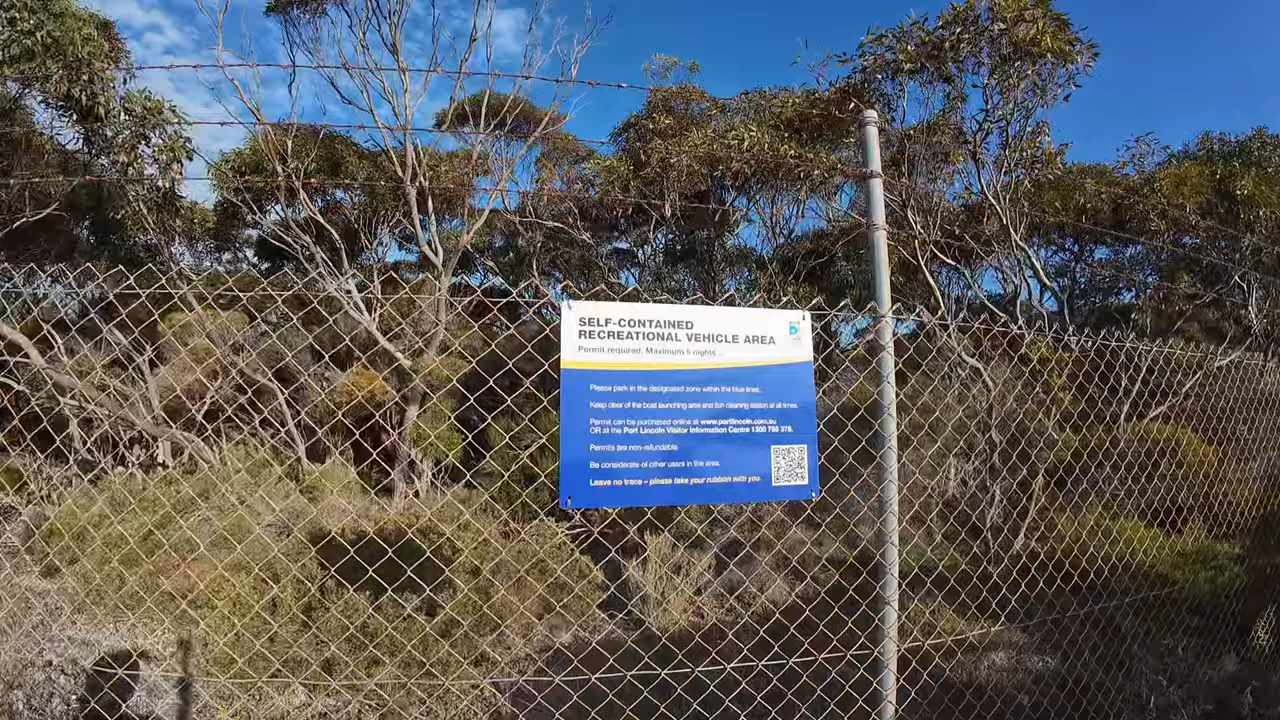 SELF-CONTAINED
RECREATIONAL VEHICLE AREA
Permit required. Maximum 5 nights
Please park in the designated zone within the blue lines.
Keep clear of the boat launching area and fish cleaning station at all times.
Permit can be purchased online at www.portlincoln.com.au
OR at the Port Lincoln Visitor Information Centre 1300 788 378.
Permits are non-refundable.
Be considerate of other users in the area.
Leave no trace – please take your rubbish with you.